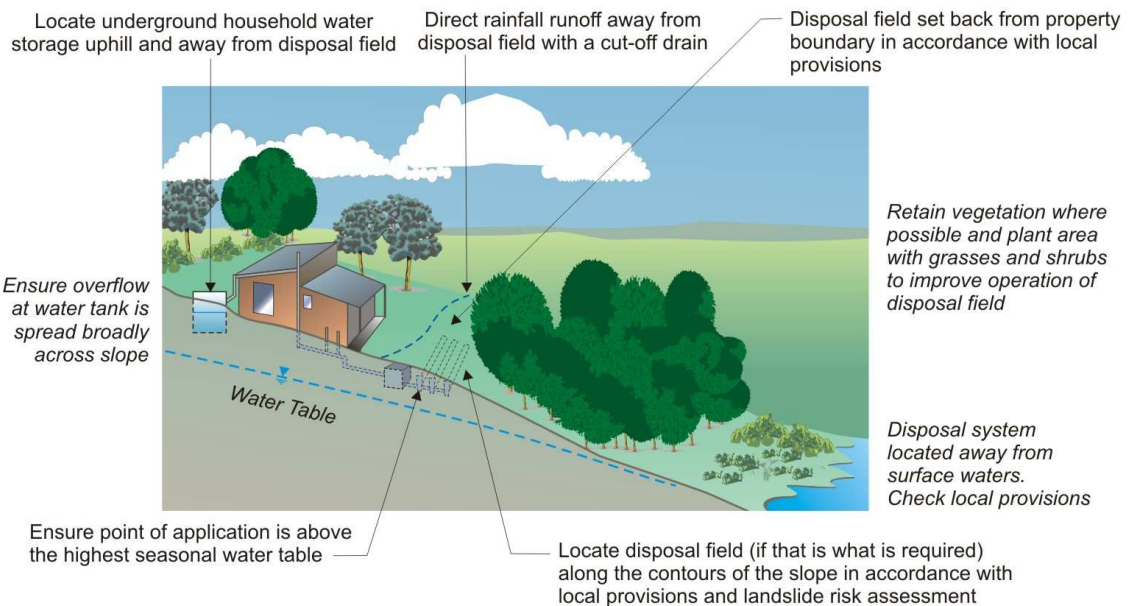 Locate underground household water
storage uphill and away from disposal field
Direct rainfall runoff away from
disposal field with a cut-off drain
Disposal field set back from property
boundary in accordance with local
provisions
Retain vegetation where
possible and plant area
with grasses and shrubs
to improve operation of
disposal field
Ensure overflow
at water tank is
spread broadly
across slope
Water Table
Disposal system
located away from
surface waters.
Check local provisions
Ensure point of application is above
the highest seasonal water table
Locate disposal field (if that is what is required)
along the contours of the slope in accordance with
local provisions and landslide risk assessment